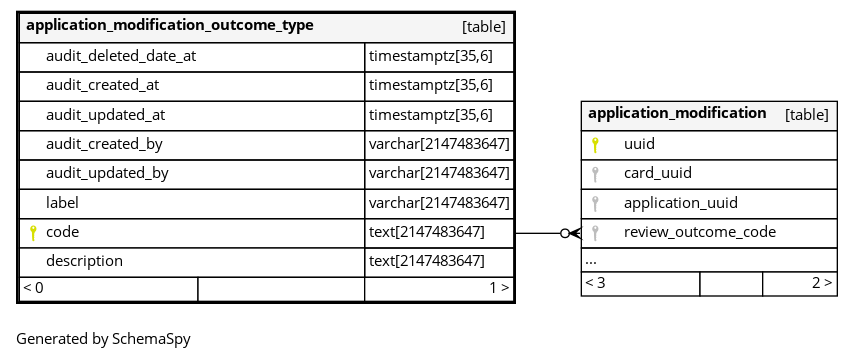 application_modification_outcome_type [table]
audit_deleted_date_at timestamptz[35,6]
audit_created_at timestamptz[35,6]
audit_updated_at timestamptz[35,6]
audit_created_by varchar[2147483647]
audit_updated_by varchar[2147483647]
label varchar[2147483647]
code text[2147483647]
description text[2147483647]
< 0 1 >
application_modification [table]
uuid
card_uuid
application_uuid
review_outcome_code
...
< 3 2 >
Generated by SchemaSpy